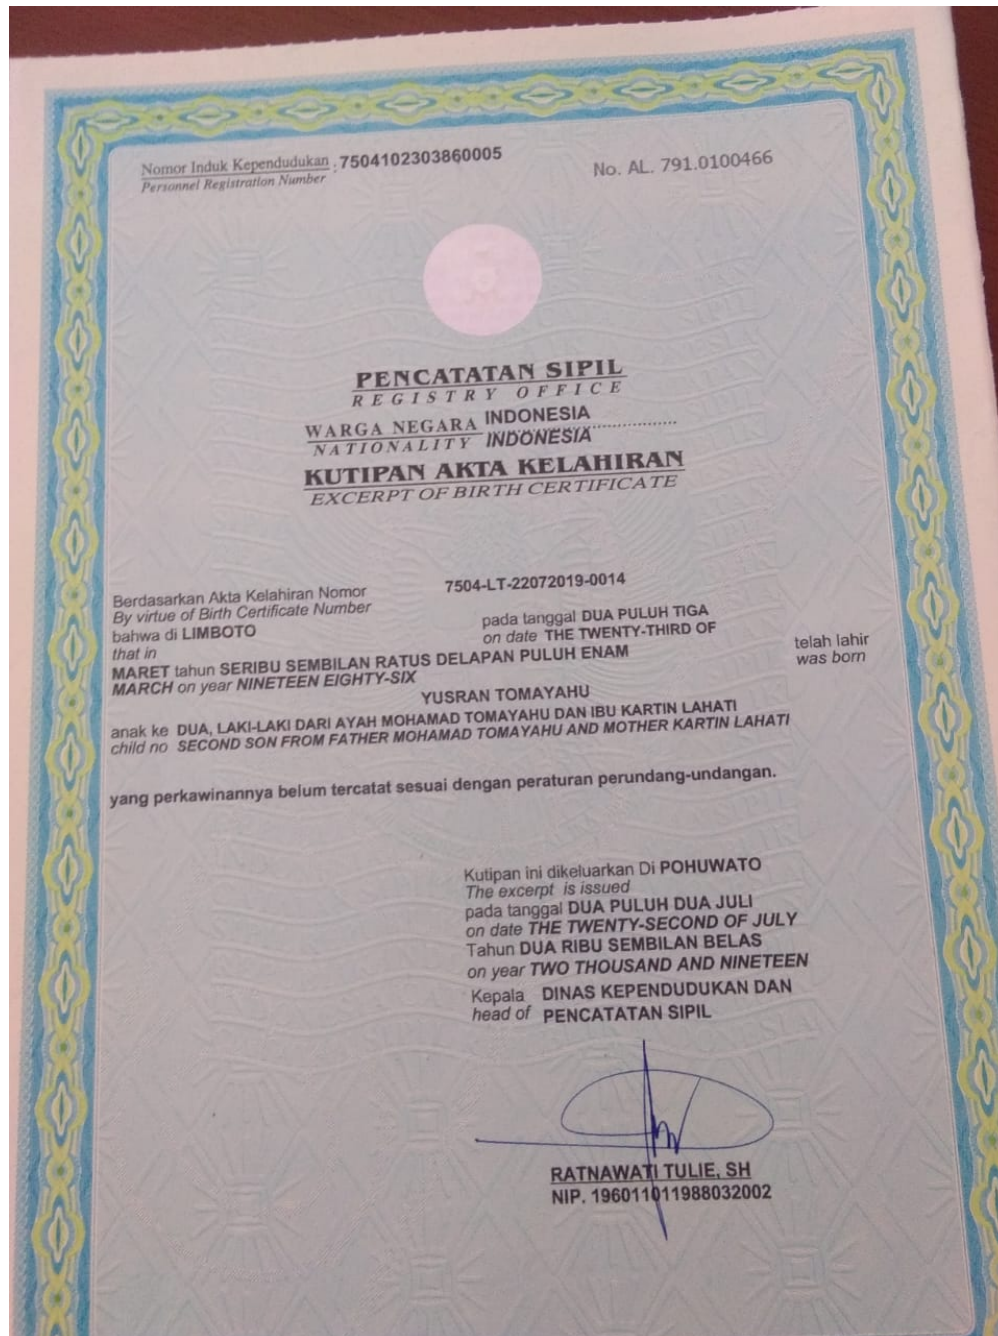 Nomor Induk Kependudukan : 7504102303860005
Personnel Registration Number
No. AL. 791.0100466
PENCATATAN SIPIL
REGISTRY OFFICE
WARGA NEGARA INDONESIA
NATIONALITY INDONESIA
KUTIPAN AKTA KELAHIRAN
EXCERPT OF BIRTH CERTIFICATE
Berdasarkan Akta Kelahiran Nomor 7504-LT-22072019-0014
By virtue of Birth Certificate Number
bahwa di LIMBOTO pada tanggal DUA PULUH TIGA
that in on date THE TWENTY-THIRD OF
MARET tahun SERIBU SEMBILAN RATUS DELAPAN PULUH ENAM telah lahir
MARCH on year NINETEEN EIGHTY-SIX was born
YUSRAN TOMAYAHU
anak ke DUA, LAKI-LAKI DARI AYAH MOHAMAD TOMAYAHU DAN IBU KARTIN LAHATI
child no SECOND SON FROM FATHER MOHAMAD TOMAYAHU AND MOTHER KARTIN LAHATI
yang perkawinannya belum tercatat sesuai dengan peraturan perundang-undangan.
Kutipan ini dikeluarkan Di POHUWATO
The excerpt is issued
pada tanggal DUA PULUH DUA JULI
on date THE TWENTY-SECOND OF JULY
Tahun DUA RIBU SEMBILAN BELAS
on year TWO THOUSAND AND NINETEEN
Kepala DINAS KEPENDUDUKAN DAN
head of PENCATATAN SIPIL
RATNAWATI TULIE, SH
NIP. 196011011988032002